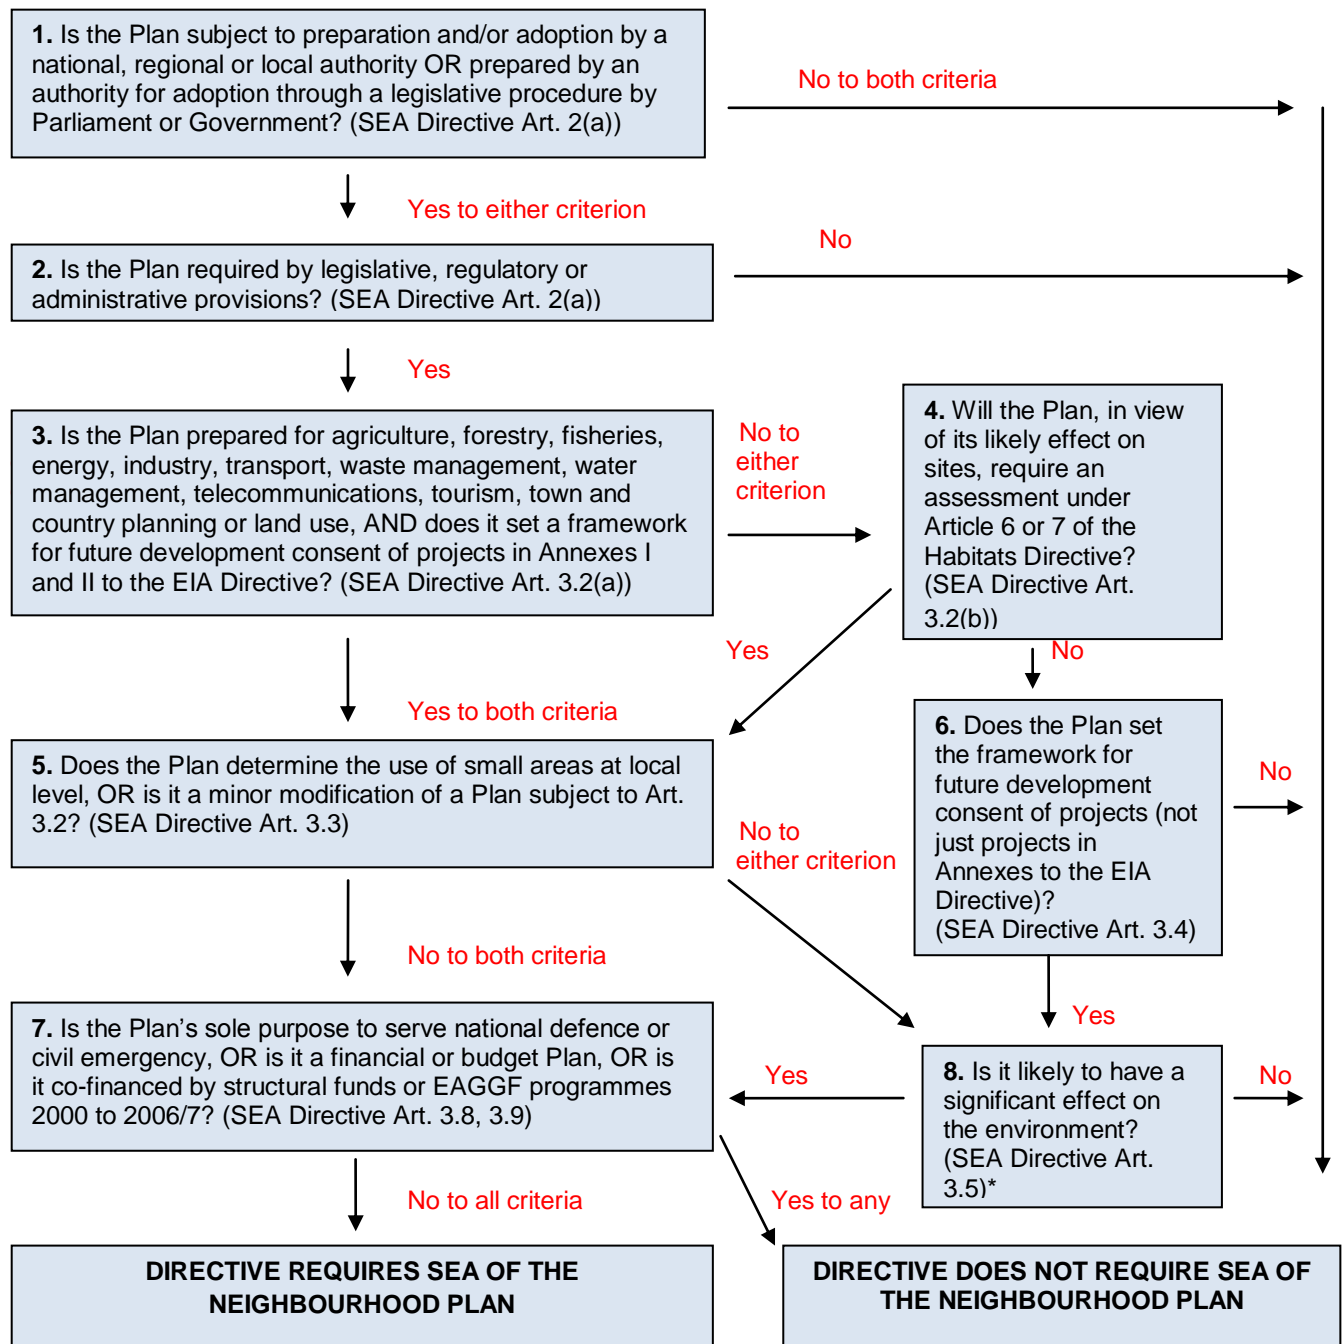 1. Is the Plan subject to preparation and/or adoption by a
national, regional or local authority OR prepared by an
authority for adoption through a legislative procedure by
Parliament or Government? (SEA Directive Art. 2(a))
No to both criteria
Yes to either criterion
2. Is the Plan required by legislative, regulatory or
administrative provisions? (SEA Directive Art. 2(a))
No
Yes
3. Is the Plan prepared for agriculture, forestry, fisheries,
energy, industry, transport, waste management, water
management, telecommunications, tourism, town and
country planning or land use, AND does it set a framework
for future development consent of projects in Annexes I
and II to the EIA Directive? (SEA Directive Art. 3.2(a))
No to
either
criterion
4. Will the Plan, in view
of its likely effect on
sites, require an
assessment under
Article 6 or 7 of the
Habitats Directive?
(SEA Directive Art.
3.2(b))
Yes
No
Yes to both criteria
5. Does the Plan determine the use of small areas at local
level, OR is it a minor modification of a Plan subject to Art.
3.2? (SEA Directive Art. 3.3)
No to
either criterion
6. Does the Plan set
the framework for
future development
consent of projects (not
just projects in
Annexes to the EIA
Directive)?
(SEA Directive Art. 3.4)
No
No to both criteria
Yes
7. Is the Plan’s sole purpose to serve national defence or
civil emergency, OR is it a financial or budget Plan, OR is
it co-financed by structural funds or EAGGF programmes
2000 to 2006/7? (SEA Directive Art. 3.8, 3.9)
Yes
8. Is it likely to have a
significant effect on
the environment?
(SEA Directive Art.
3.5)*
No
No to all criteria
Yes to any
DIRECTIVE REQUIRES SEA OF THE
NEIGHBOURHOOD PLAN
DIRECTIVE DOES NOT REQUIRE SEA OF
THE NEIGHBOURHOOD PLAN